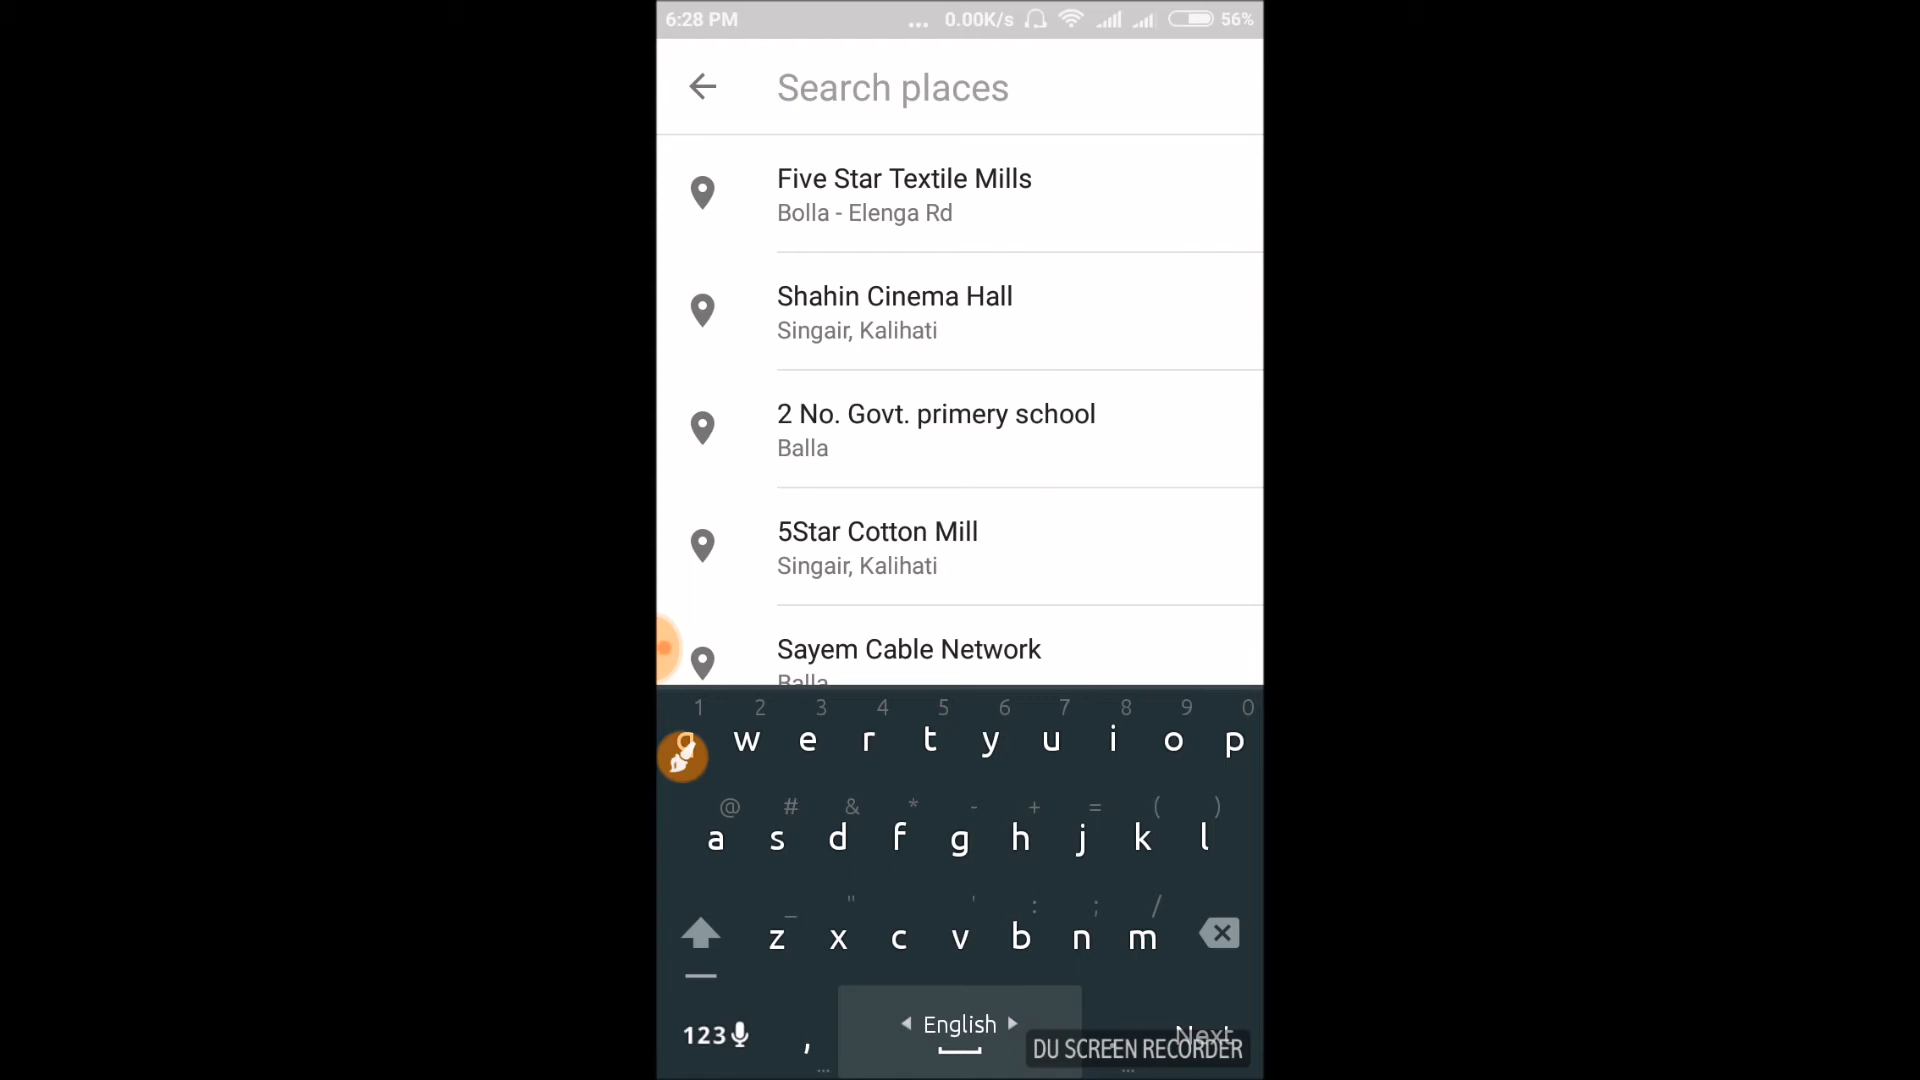 6:28 PM ... 0.00K/s 56%
Search places
Five Star Textile Mills
Bolla - Elenga Rd
Shahin Cinema Hall
Singair, Kalihati
2 No. Govt. primery school
Balla
5Star Cotton Mill
Singair, Kalihati
Sayem Cable Network
Balla
1 2 3 4 5 6 7 8 9 0
q w e r t y u i o p
@ # & * - + = ( )
a s d f g h j k l
_ " ' : ; /
z x c v b n m
123 , English . Next
DU SCREEN RECORDER